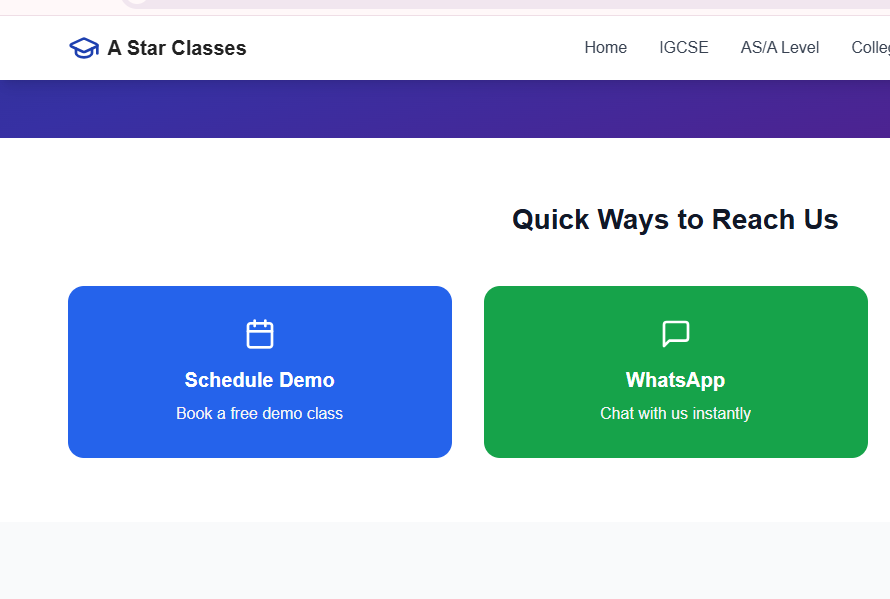 A Star Classes
Home IGCSE AS/A Level
Quick Ways to Reach Us
Schedule Demo
Book a free demo class
WhatsApp
Chat with us instantly